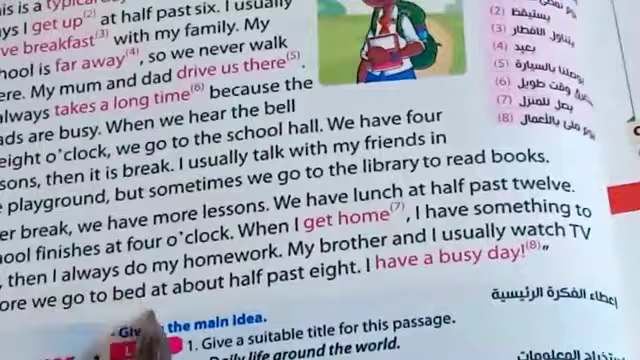 is is a typical
ys I get up(2) at half past six. I usually
ve breakfast(3) with my family. My
hool is far away(4), so we never walk
ere. My mum and dad drive us there(5).
always takes a long time(6) because the
ads are busy. When we hear the bell
eight o'clock, we go to the school hall. We have four
sons, then it is break. I usually talk with my friends in
e playground, but sometimes we go to the library to read books.
er break, we have more lessons. We have lunch at half past twelve.
hool finishes at four o'clock. When I get home(7), I have something to
, then I always do my homework. My brother and I usually watch TV
ore we go to bed at about half past eight. I have a busy day!(8)"
(2) يستيقظ
(3) يتناول الافطار
(4) بعيد
(5) يوصلنا بالسيارة
(6) وقت طويل
(7) يصل للمنزل
(8) يوم ملئ بالأعمال
إعطاء الفكرة الرئيسية
the main idea.
1. Give a suitable title for this passage.
Daily life around the world.
المعلومات